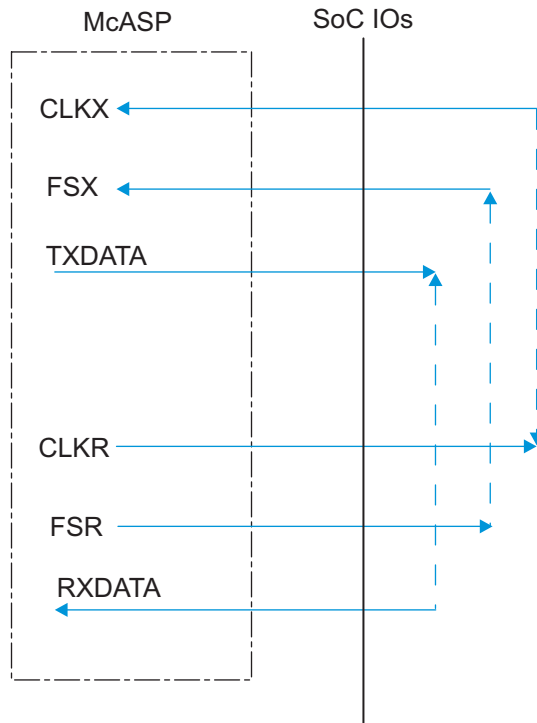 McASP
SoC IOs
CLKX
FSX
TXDATA
CLKR
FSR
RXDATA